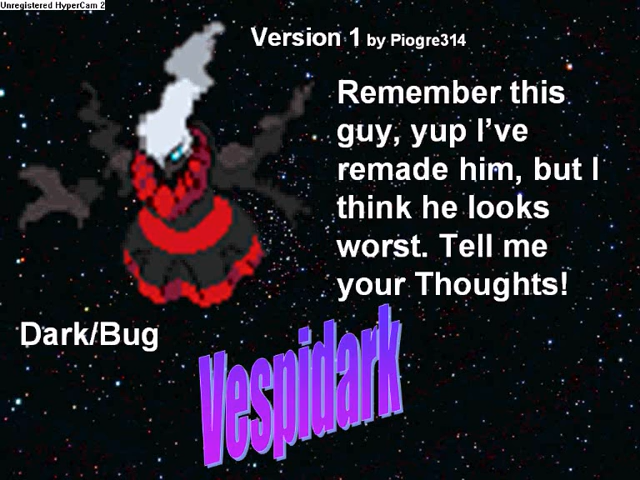 Unregistered HyperCam 2
Version 1 by Piogre314
Remember this
guy, yup I’ve
remade him, but I
think he looks
worst. Tell me
your Thoughts!
Dark/Bug
Vespidark